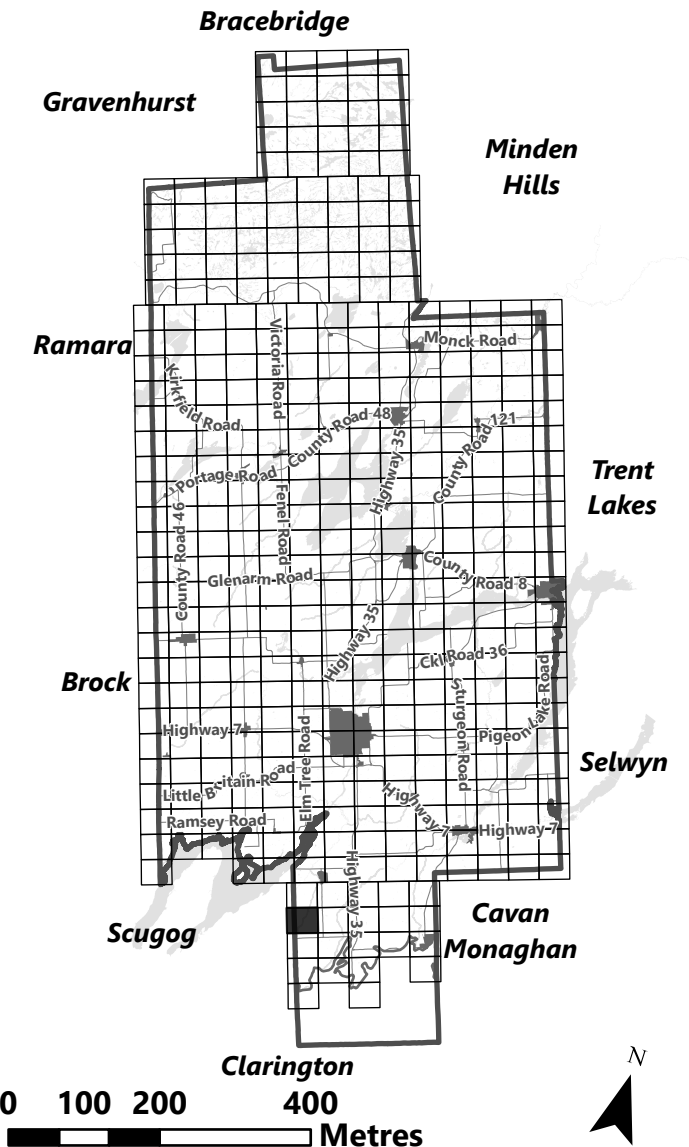 Bracebridge
Gravenhurst
Minden
Hills
Ramara
Monck Road
Victoria Road
Kirkfield Road
County Road 48
County Road 121
Highway 35
Portage Road
Trent
Lakes
Fenel Road
County Road 46
Glenarm Road
County Road 8
Highway 35
Ckl Road 36
Brock
Sturgeon Road
Pigeon Lake Road
Highway 7
Elm Tree Road
Selwyn
Little Britain Road
Highway 7
Ramsey Road
Highway 7
Highway 35
Scugog
Cavan
Monaghan
Clarington
N
0 100 200 400
Metres